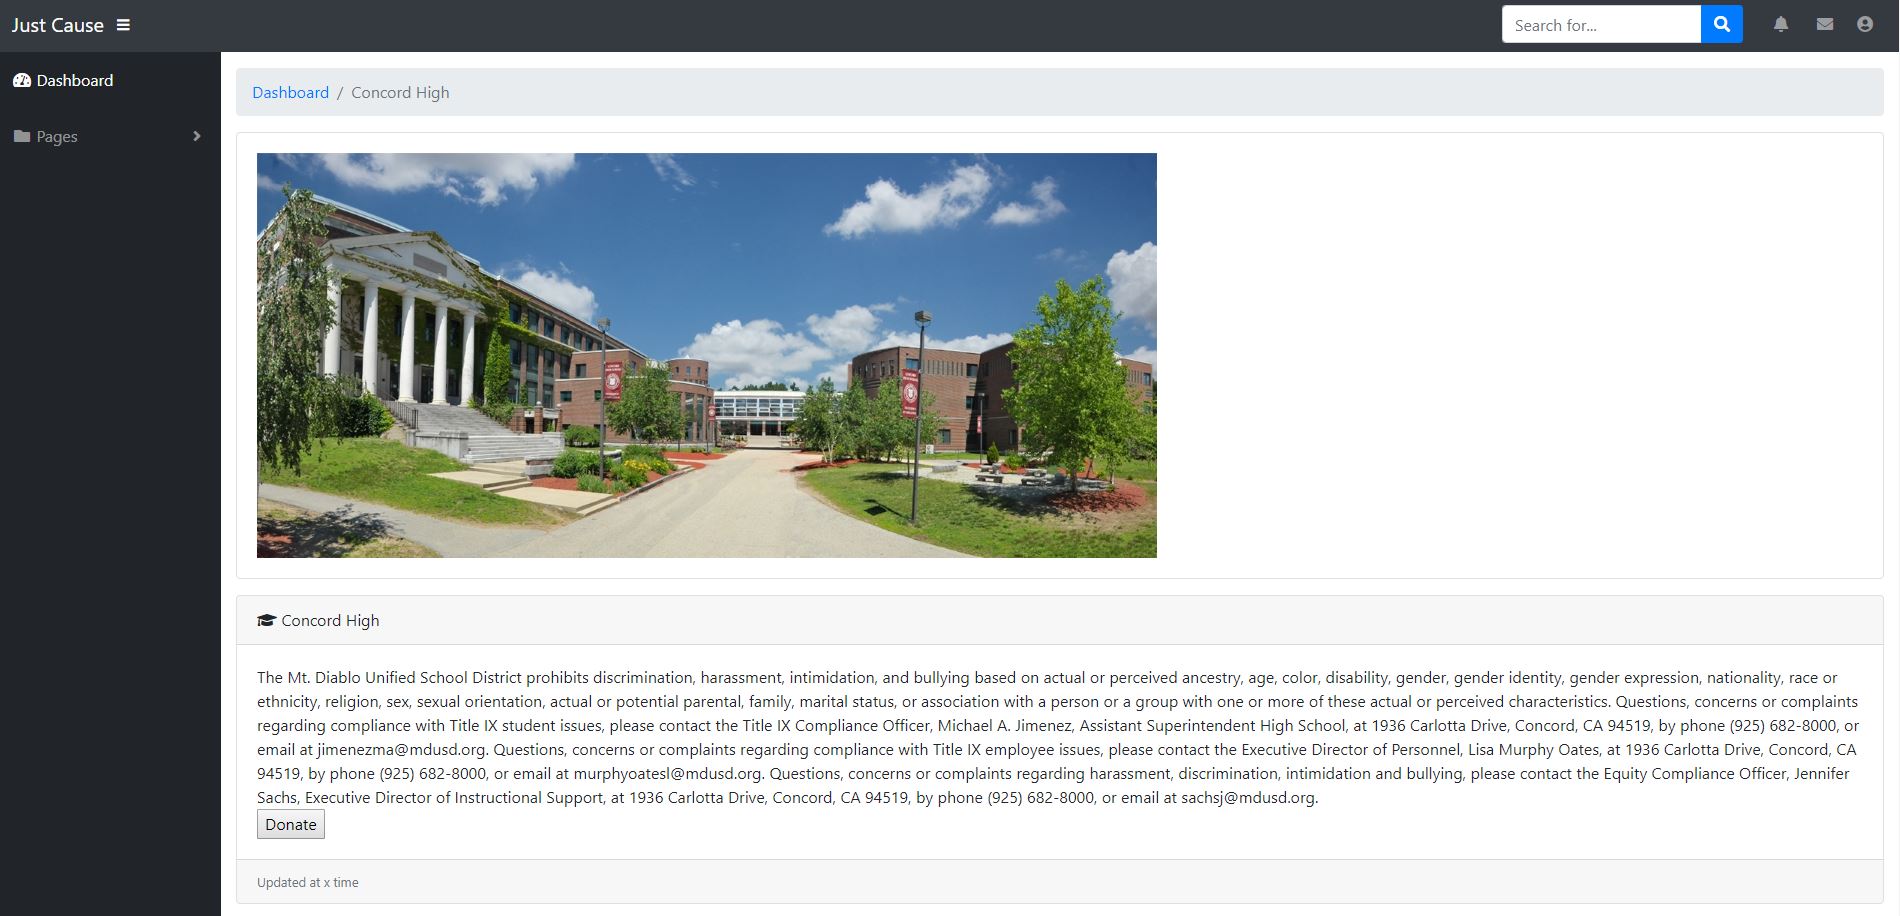 Just Cause
Search for...
Dashboard
Pages
Dashboard / Concord High
Concord High
The Mt. Diablo Unified School District prohibits discrimination, harassment, intimidation, and bullying based on actual or perceived ancestry, age, color, disability, gender, gender identity, gender expression, nationality, race or
ethnicity, religion, sex, sexual orientation, actual or potential parental, family, marital status, or association with a person or a group with one or more of these actual or perceived characteristics. Questions, concerns or complaints
regarding compliance with Title IX student issues, please contact the Title IX Compliance Officer, Michael A. Jimenez, Assistant Superintendent High School, at 1936 Carlotta Drive, Concord, CA 94519, by phone (925) 682-8000, or
email at jimenezma@mdusd.org. Questions, concerns or complaints regarding compliance with Title IX employee issues, please contact the Executive Director of Personnel, Lisa Murphy Oates, at 1936 Carlotta Drive, Concord, CA
94519, by phone (925) 682-8000, or email at murphyoatesl@mdusd.org. Questions, concerns or complaints regarding harassment, discrimination, intimidation and bullying, please contact the Equity Compliance Officer, Jennifer
Sachs, Executive Director of Instructional Support, at 1936 Carlotta Drive, Concord, CA 94519, by phone (925) 682-8000, or email at sachsj@mdusd.org.
Donate
Updated at x time